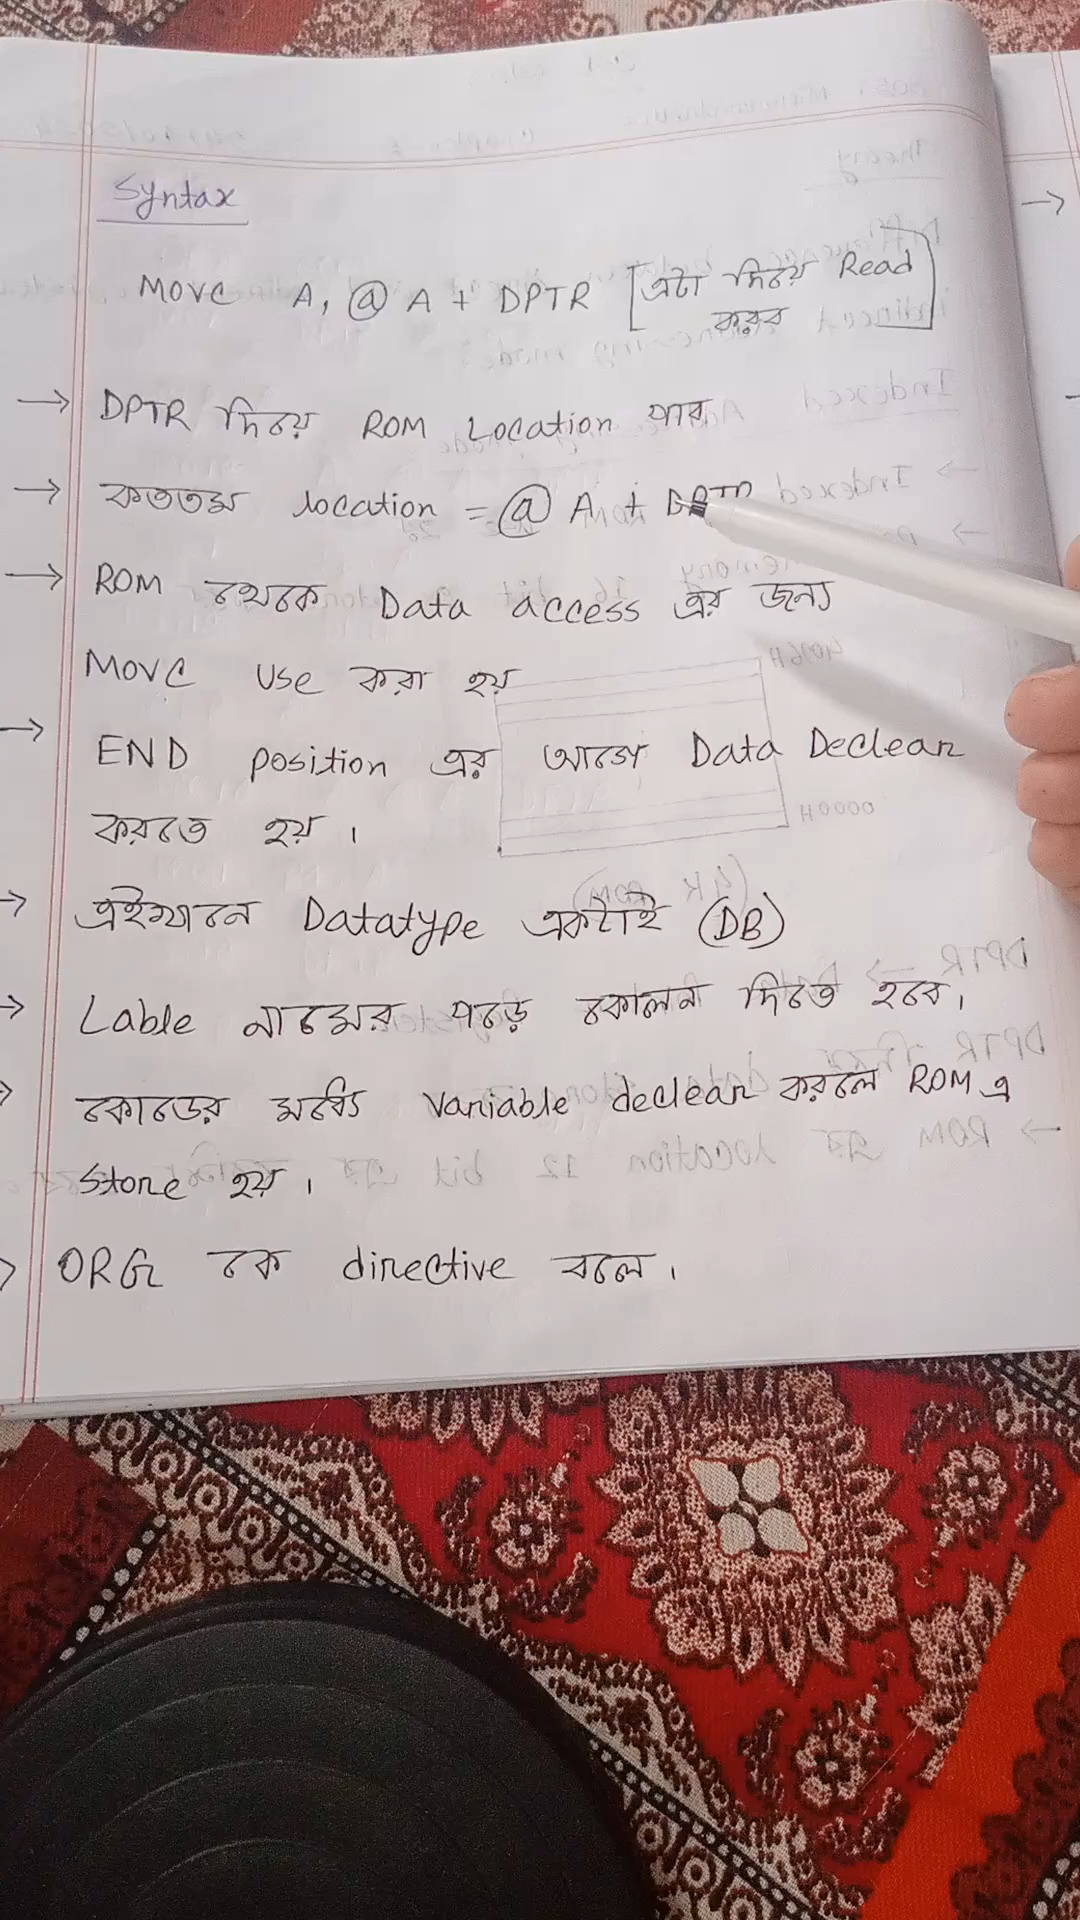 Syntax
MOVC A, @ A + DPTR [এটা দিয়ে Read
করব]
→ DPTR দিয়ে ROM Location পাব
→ কততম location = @ A + DPTR
→ ROM থেকে Data access এর জন্য
MOVC use করা হয়
→ END position এর আগে Data Declear
করতে হয়।
→ এইখানে Datatype একটাই (DB)
→ Lable নামের পড়ে কোলন দিতে হবে।
→ কোডের মধ্যে variable declear করলে ROM এ
Store হয়।
→ ORG কে directive বলে।